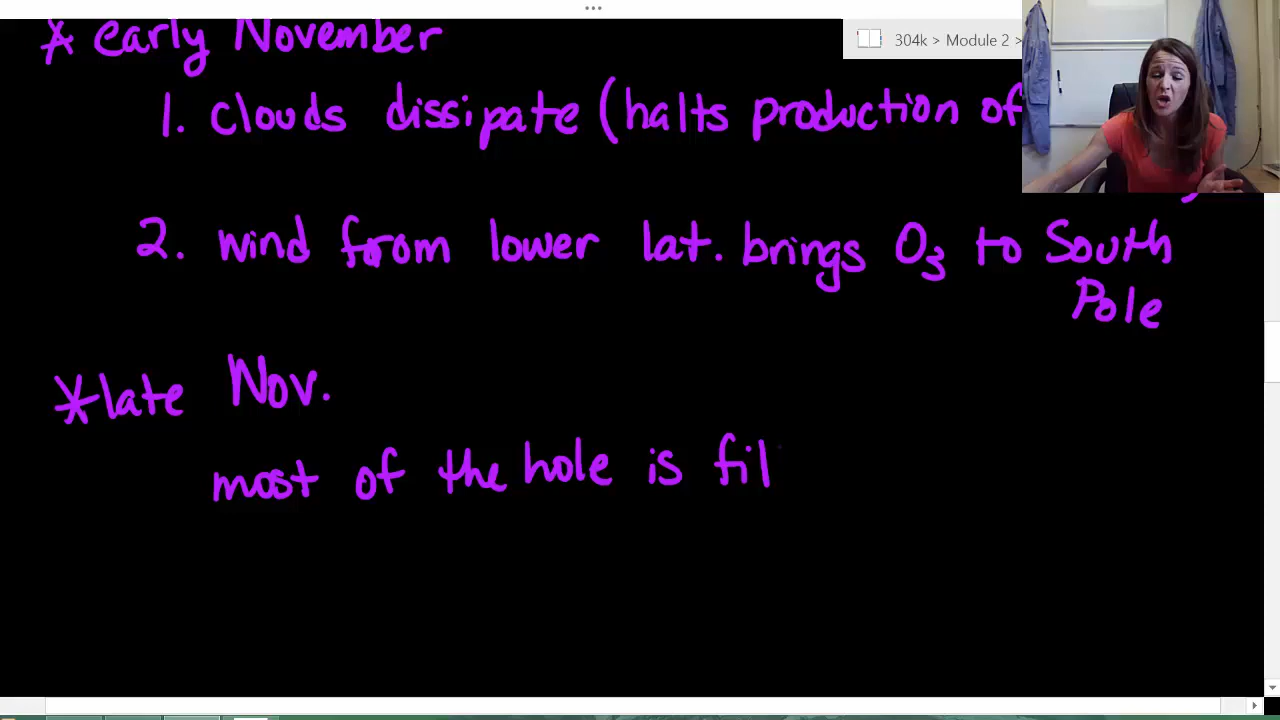 * early November
304k > Module 2 >
1. clouds dissipate (halts production of
2. wind from lower lat. brings O3 to South
Pole
* late Nov.
most of the hole is fil